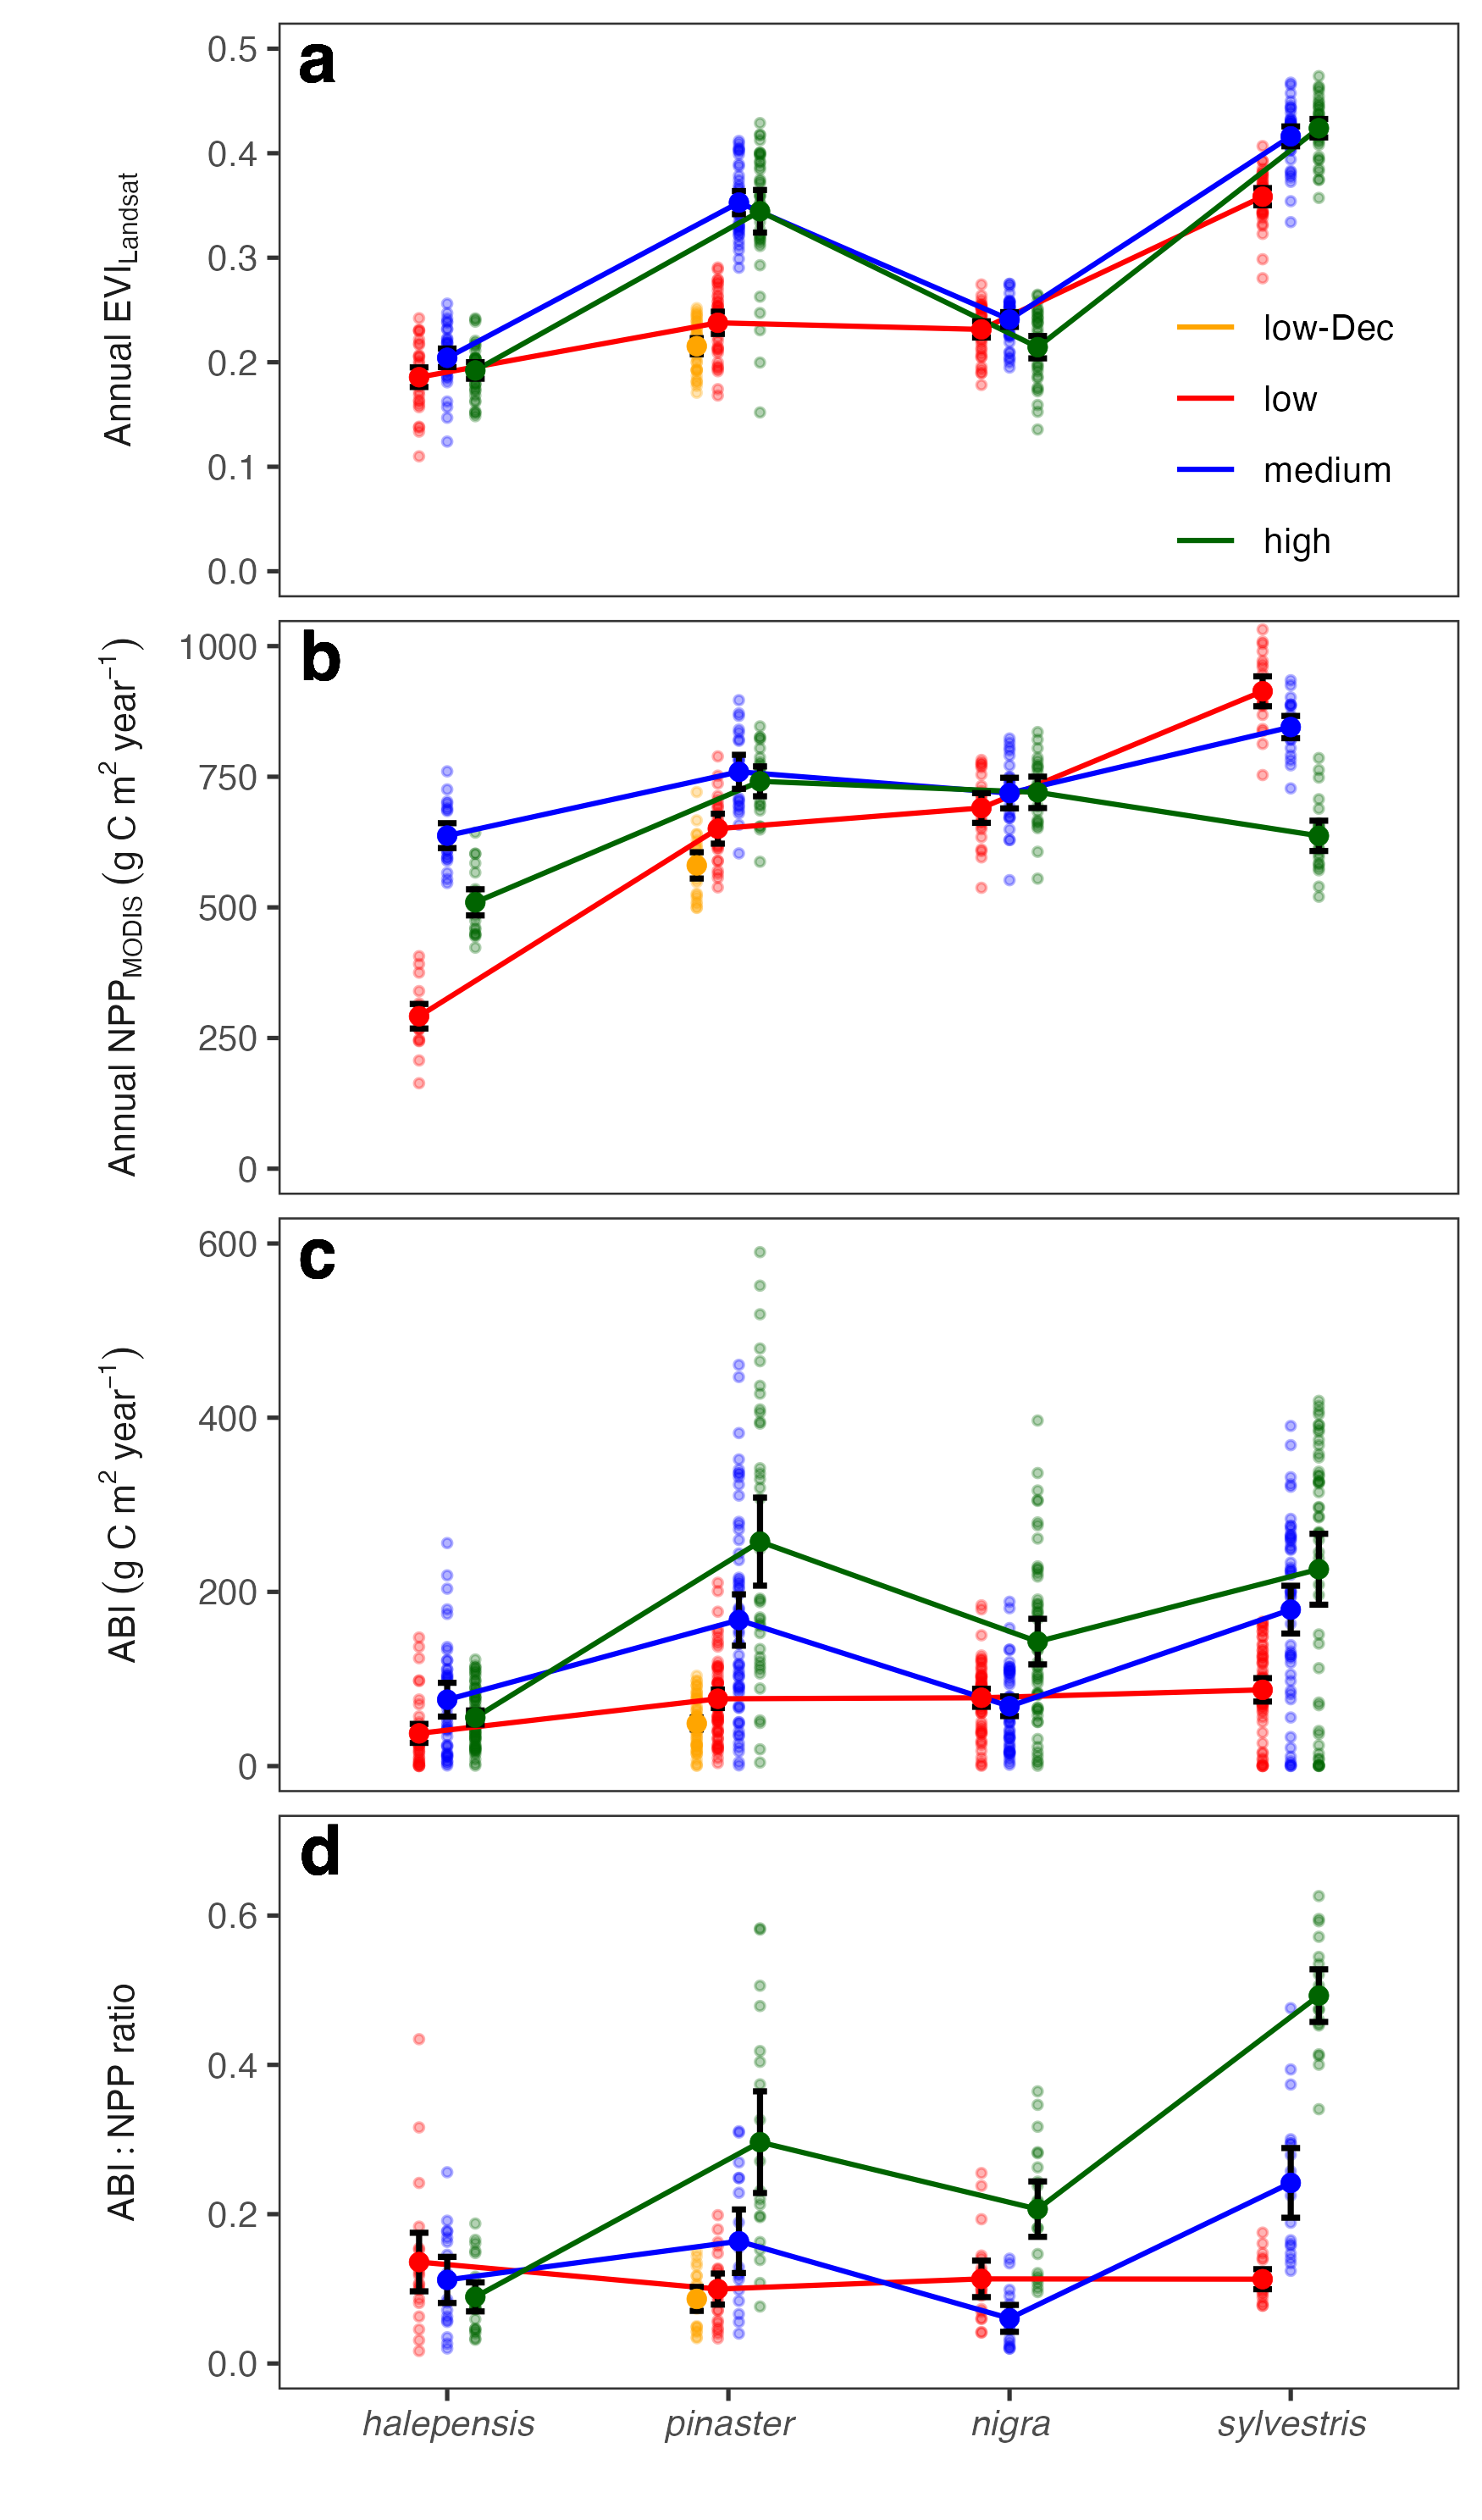 a
0.5
0.4
0.3
0.2
0.1
0.0
Annual EVI_Landsat
low-Dec
low
medium
high
b
1000
750
500
250
0
Annual NPP_MODIS (g C m² year⁻¹)
c
600
400
200
0
ABI (g C m² year⁻¹)
d
0.6
0.4
0.2
0.0
ABI : NPP ratio
halepensis pinaster nigra sylvestris